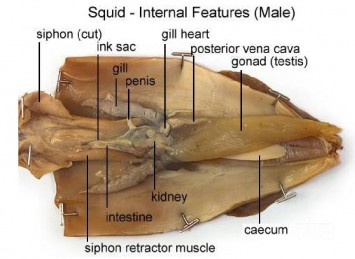 Squid - Internal Features (Male)
siphon (cut)
ink sac
gill heart
posterior vena cava
gonad (testis)
gill
penis
kidney
intestine
caecum
siphon retractor muscle